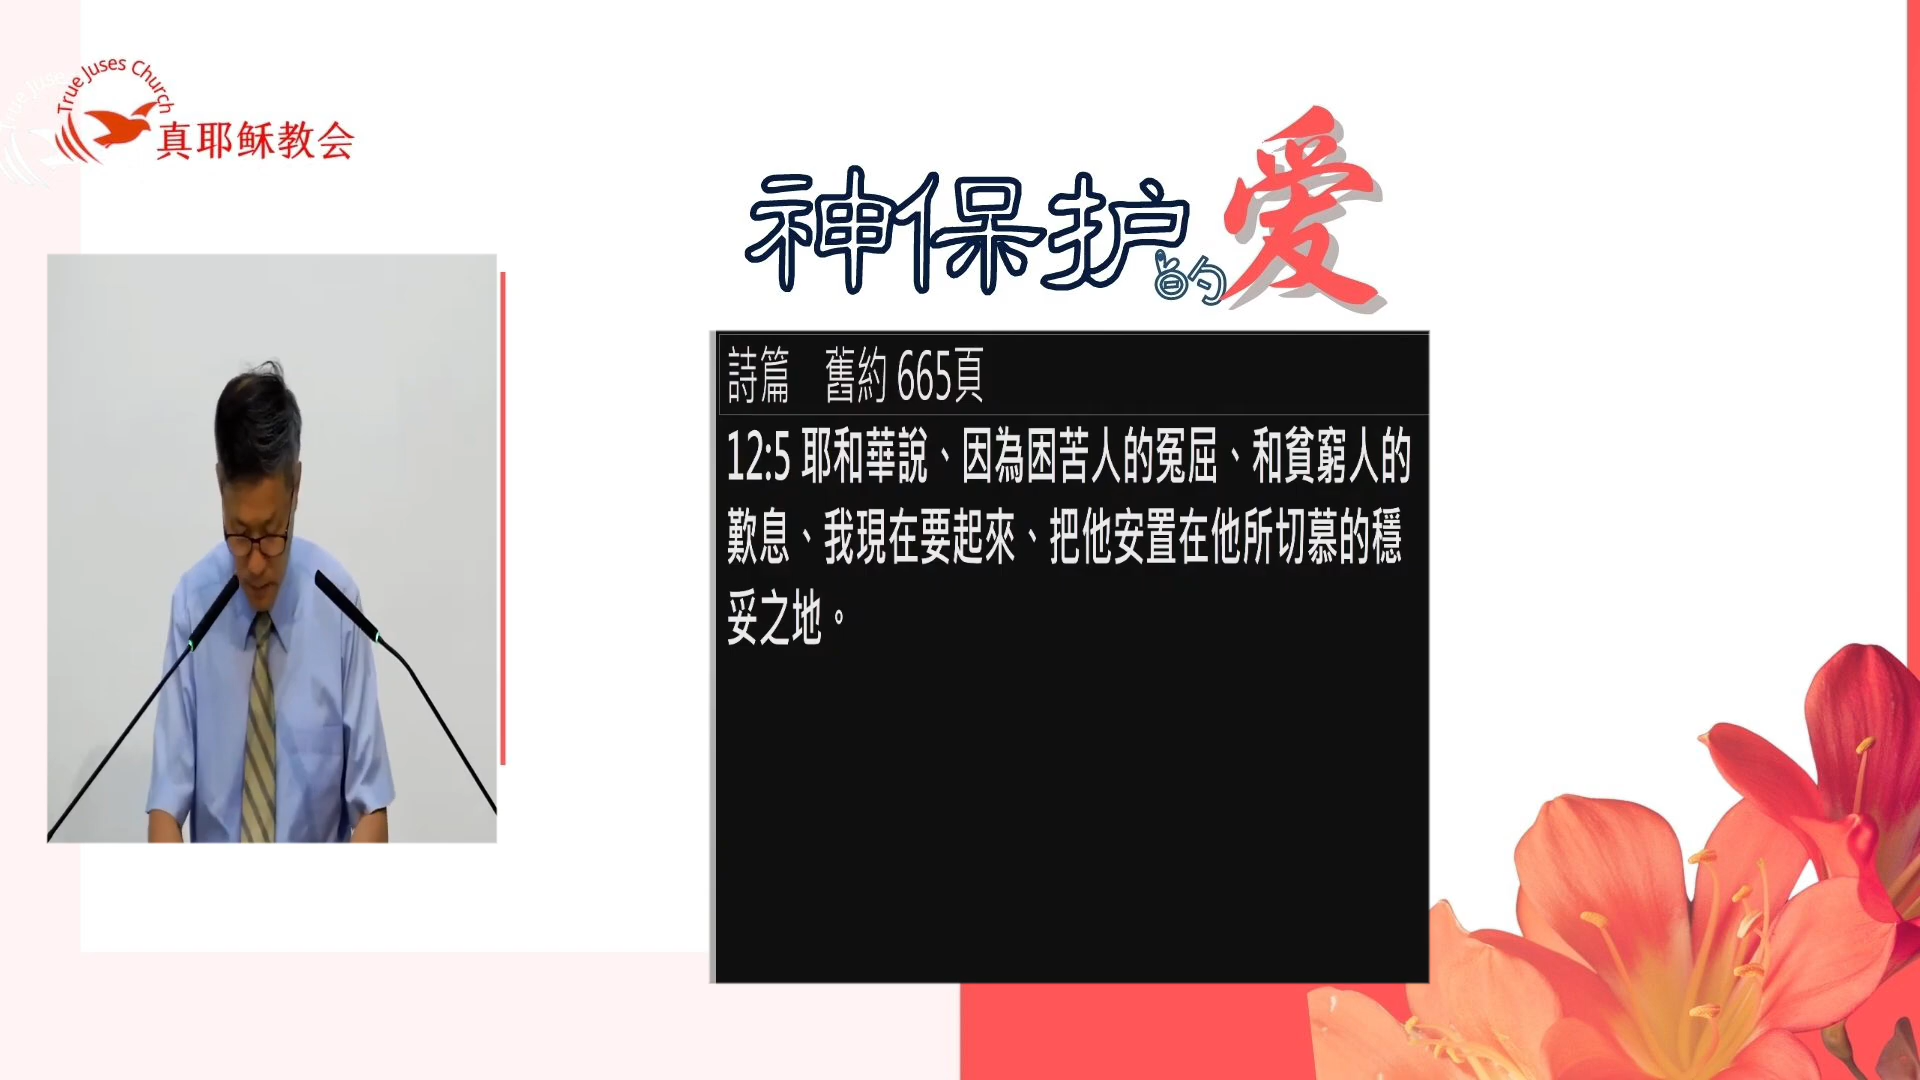 True Juses Church
真耶稣教会
神保护的爱
詩篇　舊約 665頁
12:5 耶和華說、因為困苦人的冤屈、和貧窮人的
歎息、我現在要起來、把他安置在他所切慕的穩
妥之地。